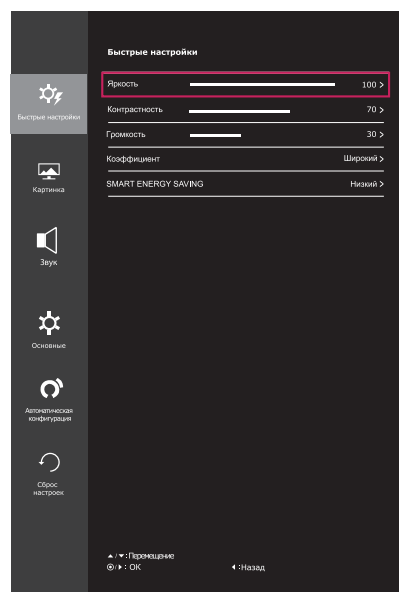 Быстрые настройки
Яркость 100 >
Контрастность 70 >
Громкость 30 >
Коэффициент Широкий >
SMART ENERGY SAVING Низкий >
Быстрые настройки
Картинка
Звук
Основные
Автоматическая
конфигурация
Сброс
настроек
▲/▼: Перемещение
◉/▶ : OK ◀ :Назад